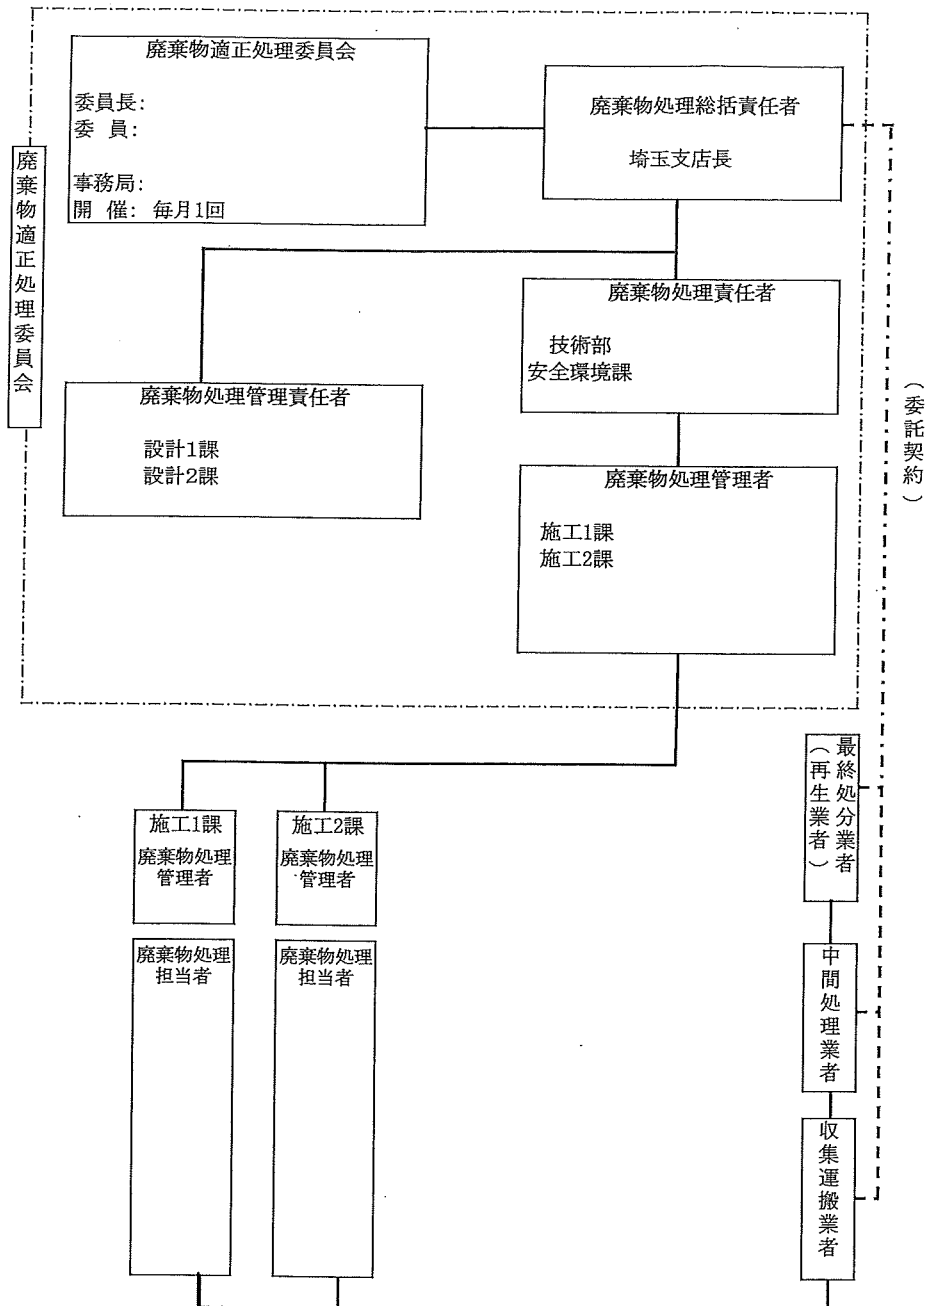 廃棄物適正処理委員会
廃棄物適正処理委員会
委員長:
委 員:
事務局:
開 催: 毎月1回
廃棄物処理総括責任者
埼玉支店長
廃棄物処理責任者
技術部
安全環境課
廃棄物処理管理責任者
設計1課
設計2課
廃棄物処理管理者
施工1課
施工2課
（委託契約）
施工1課
廃棄物処理
管理者
施工2課
廃棄物処理
管理者
廃棄物処理
担当者
廃棄物処理
担当者
最終処分業者
（再生業者）
中間処理業者
収集運搬業者